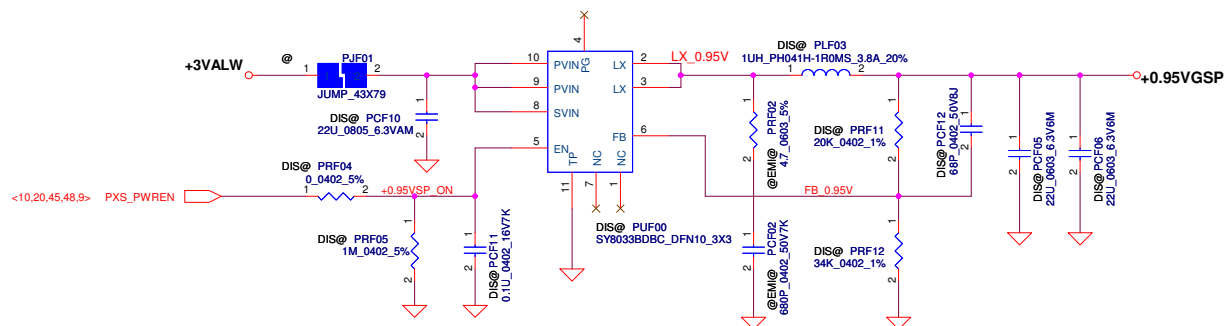 +3VALW
@
PJF01
1
2
1
2
JUMP_43X79
DIS@ PCF10
22U_0805_6.3VAM
1
2
4
PG
10
PVIN
9
PVIN
8
SVIN
5
EN
TP
NC
NC
11
7
1
LX
2
LX
3
FB
6
DIS@ PUF00
SY8033BDBC_DFN10_3X3
LX_0.95V
DIS@ PLF03
1UH_PH041H-1R0MS_3.8A_20%
1
2
+0.95VGSP
@EMI@ PRF02
4.7_0603_5%
1
2
@EMI@ PCF02
680P_0402_50V7K
1
2
DIS@ PRF11
20K_0402_1%
1
2
DIS@ PCF12
68P_0402_50V8J
1
2
FB_0.95V
DIS@ PRF12
34K_0402_1%
1
2
DIS@ PCF05
22U_0603_6.3V6M
1
2
DIS@ PCF06
22U_0603_6.3V6M
1
2
<10,20,45,48,9> PXS_PWREN
DIS@ PRF04
0_0402_5%
1
2
+0.95VSP_ON
DIS@ PRF05
1M_0402_5%
1
2
DIS@ PCF11
0.1U_0402_16V7K
1
2